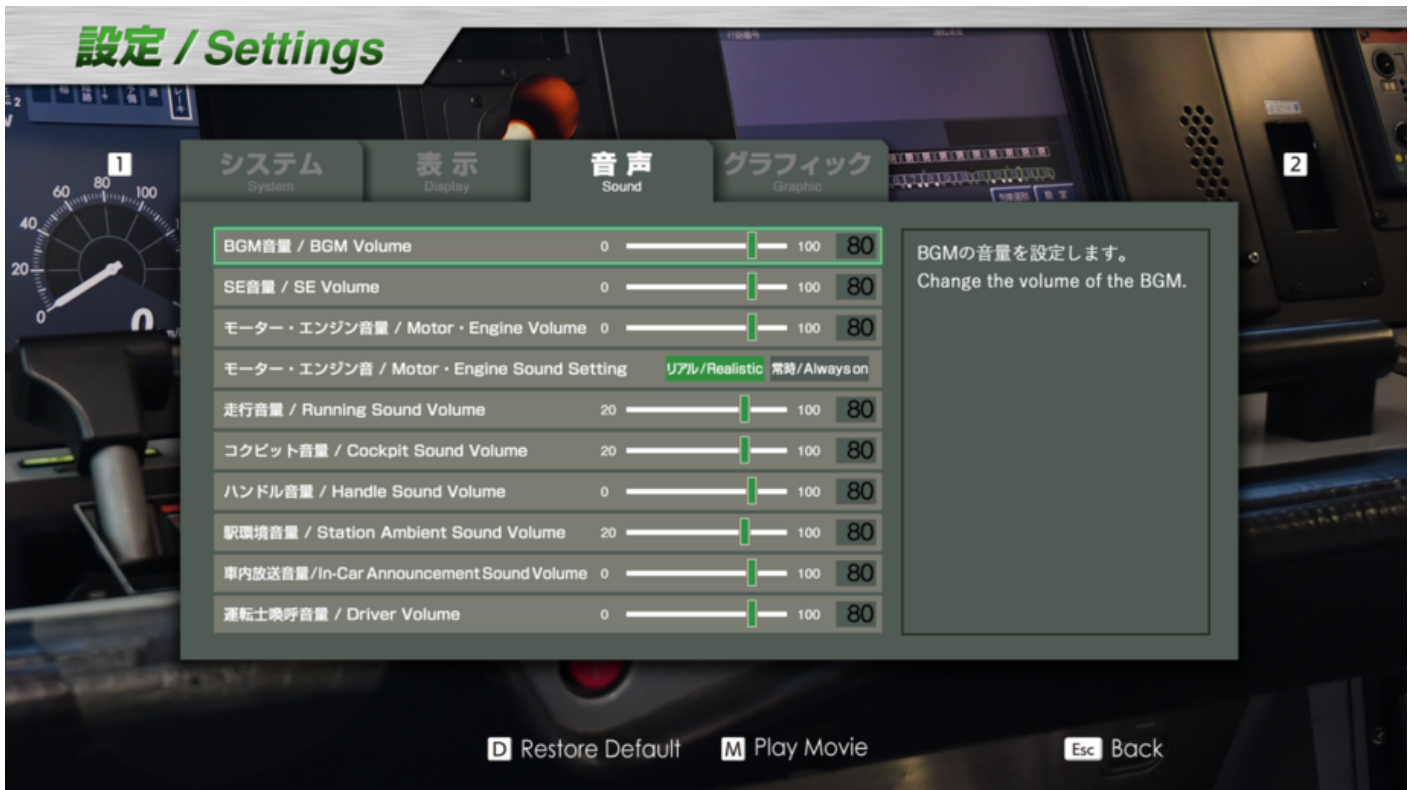 設定 / Settings
1
システム
System
表示
Display
音声
Sound
グラフィック
Graphic
2
BGM音量 / BGM Volume 0 100 80
SE音量 / SE Volume 0 100 80
モーター・エンジン音量 / Motor・Engine Volume 0 100 80
モーター・エンジン音 / Motor・Engine Sound Setting リアル/Realistic 常時/Always on
走行音量 / Running Sound Volume 20 100 80
コクピット音量 / Cockpit Sound Volume 20 100 80
ハンドル音量 / Handle Sound Volume 0 100 80
駅環境音量 / Station Ambient Sound Volume 20 100 80
車内放送音量/In-Car Announcement Sound Volume 0 100 80
運転士喚呼音量 / Driver Volume 0 100 80
BGMの音量を設定します。
Change the volume of the BGM.
0 20 40 60 80 100
0
D Restore Default M Play Movie Esc Back